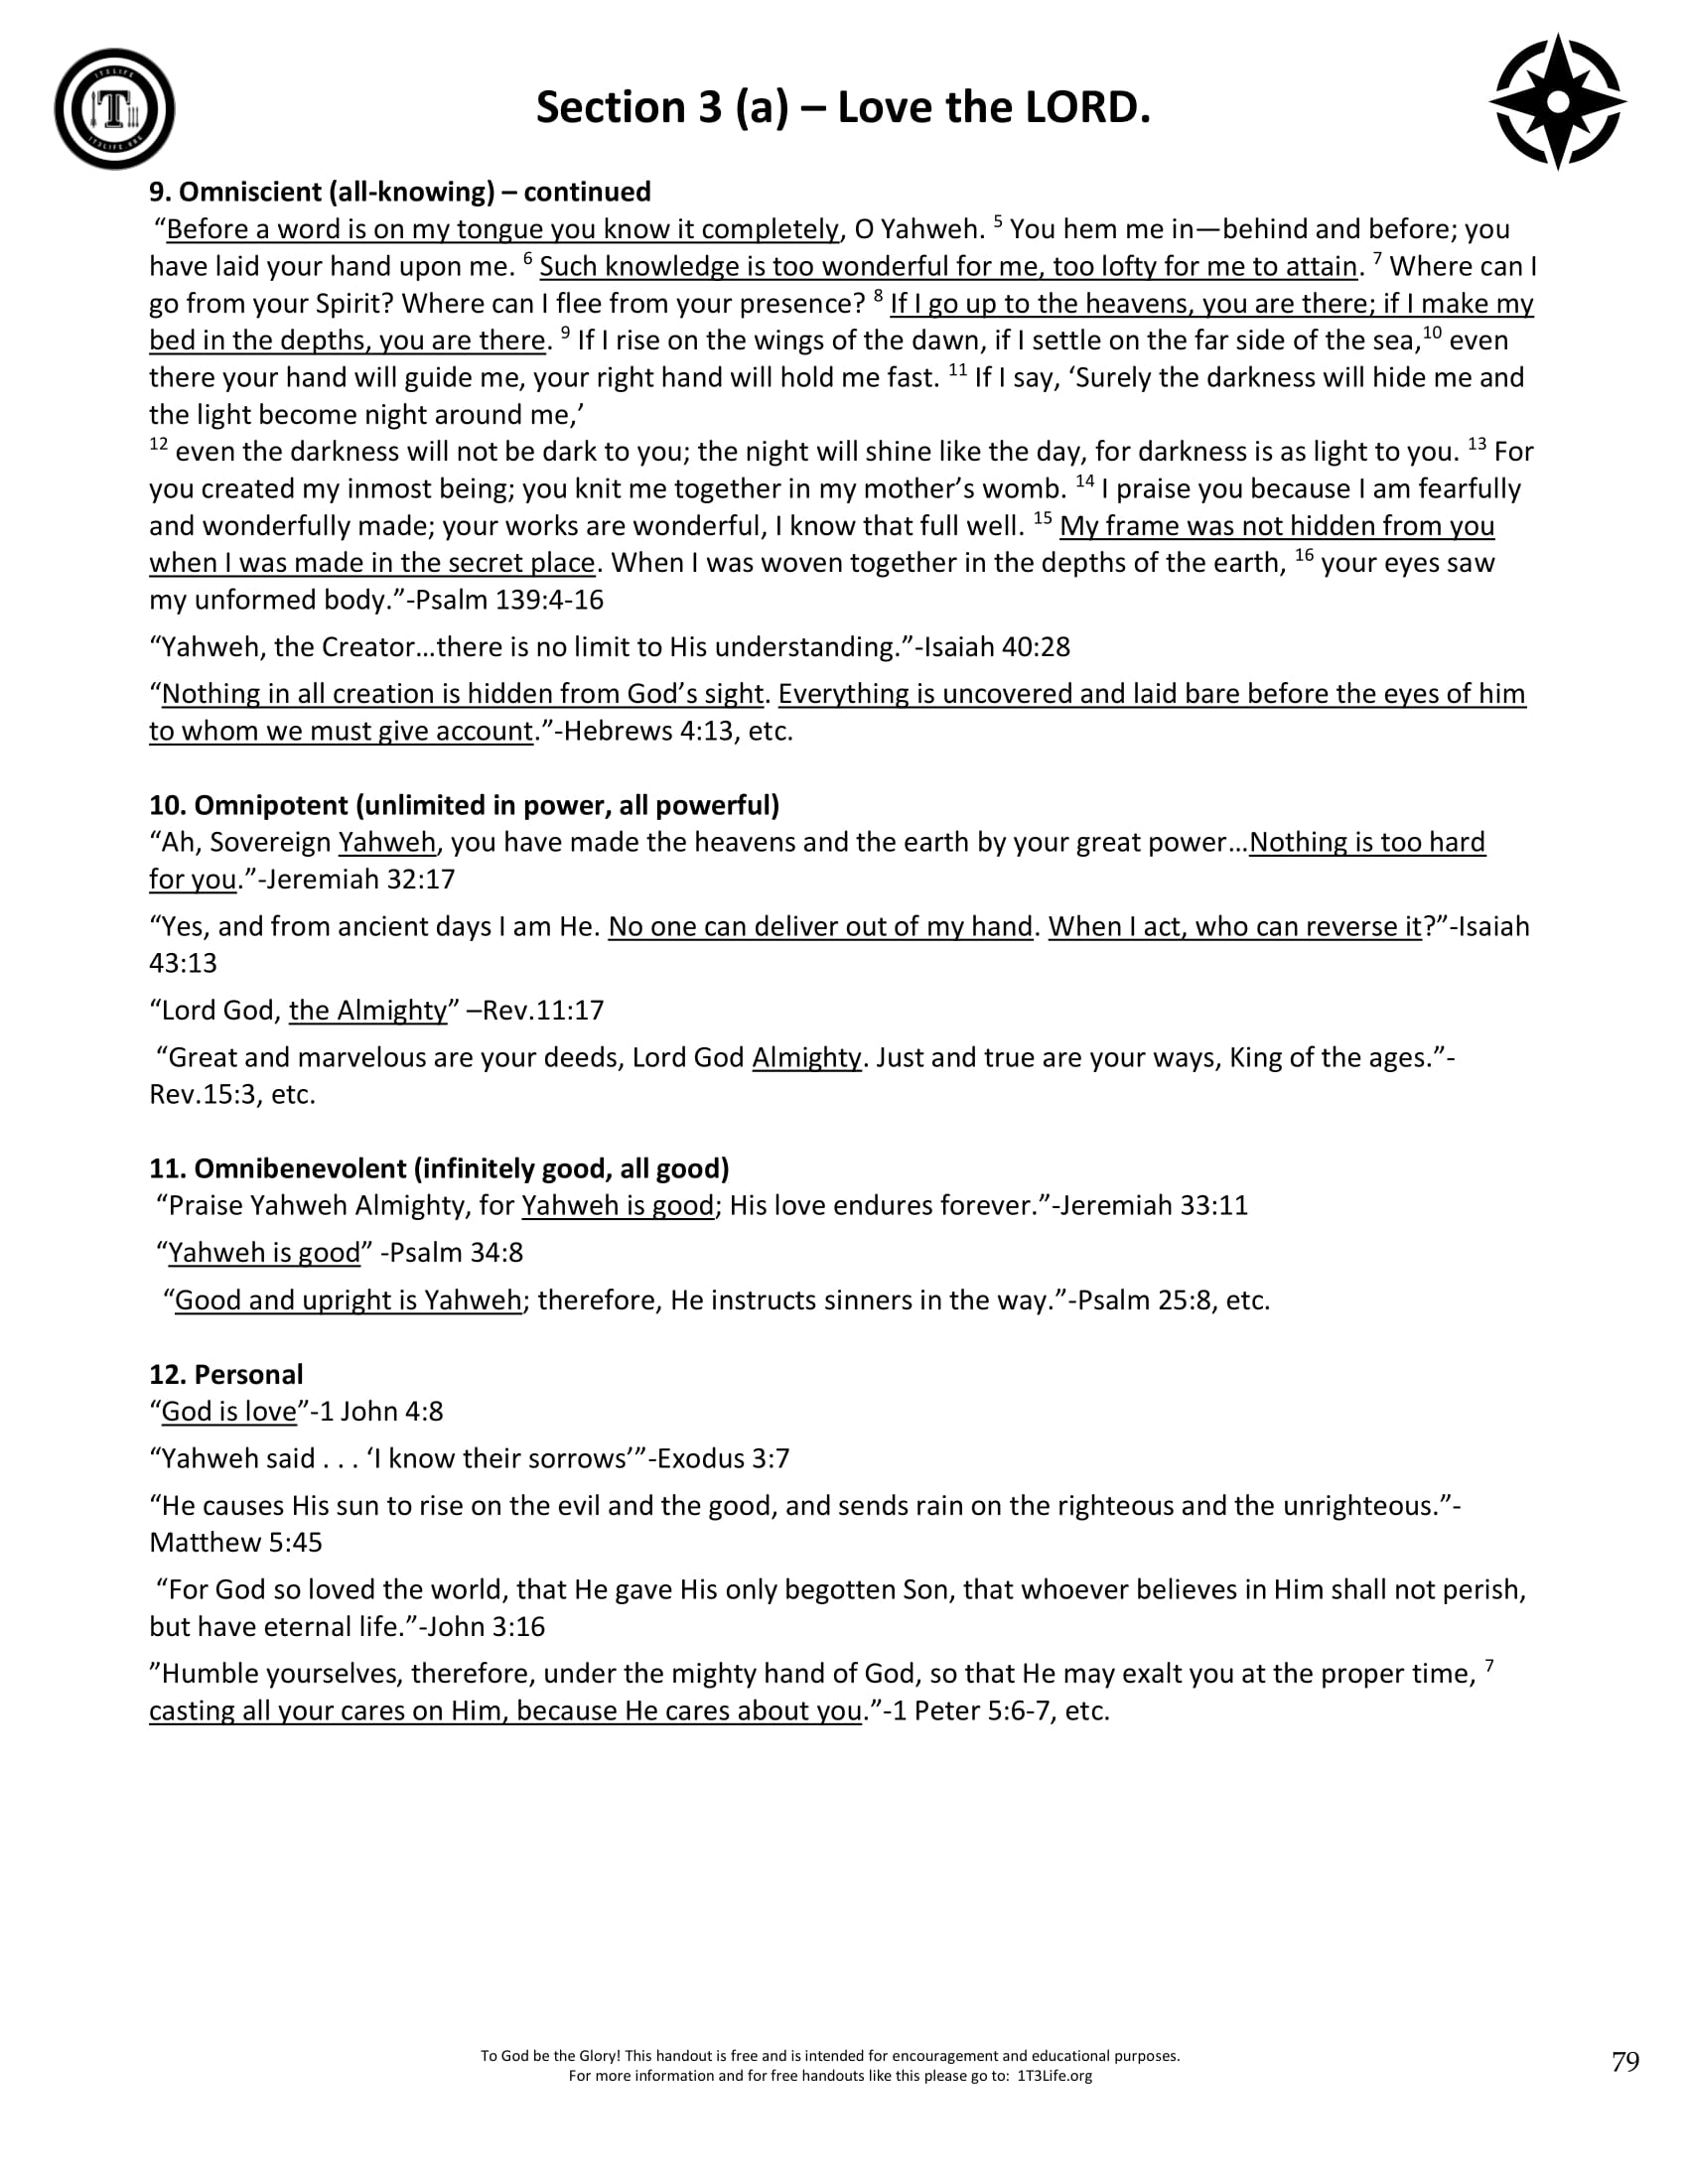 Section 3 (a) – Love the LORD.
9. Omniscient (all-knowing) – continued
“Before a word is on my tongue you know it completely, O Yahweh. 5 You hem me in—behind and before; you
have laid your hand upon me. 6 Such knowledge is too wonderful for me, too lofty for me to attain. 7 Where can I
go from your Spirit? Where can I flee from your presence? 8 If I go up to the heavens, you are there; if I make my
bed in the depths, you are there. 9 If I rise on the wings of the dawn, if I settle on the far side of the sea,10 even
there your hand will guide me, your right hand will hold me fast. 11 If I say, ‘Surely the darkness will hide me and
the light become night around me,’
12 even the darkness will not be dark to you; the night will shine like the day, for darkness is as light to you. 13 For
you created my inmost being; you knit me together in my mother’s womb. 14 I praise you because I am fearfully
and wonderfully made; your works are wonderful, I know that full well. 15 My frame was not hidden from you
when I was made in the secret place. When I was woven together in the depths of the earth, 16 your eyes saw
my unformed body.”-Psalm 139:4-16
“Yahweh, the Creator…there is no limit to His understanding.”-Isaiah 40:28
“Nothing in all creation is hidden from God’s sight. Everything is uncovered and laid bare before the eyes of him
to whom we must give account.”-Hebrews 4:13, etc.
10. Omnipotent (unlimited in power, all powerful)
“Ah, Sovereign Yahweh, you have made the heavens and the earth by your great power…Nothing is too hard
for you.”-Jeremiah 32:17
“Yes, and from ancient days I am He. No one can deliver out of my hand. When I act, who can reverse it?”-Isaiah
43:13
“Lord God, the Almighty” –Rev.11:17
“Great and marvelous are your deeds, Lord God Almighty. Just and true are your ways, King of the ages.”-
Rev.15:3, etc.
11. Omnibenevolent (infinitely good, all good)
“Praise Yahweh Almighty, for Yahweh is good; His love endures forever.”-Jeremiah 33:11
“Yahweh is good” -Psalm 34:8
“Good and upright is Yahweh; therefore, He instructs sinners in the way.”-Psalm 25:8, etc.
12. Personal
“God is love”-1 John 4:8
“Yahweh said . . . ‘I know their sorrows’”-Exodus 3:7
“He causes His sun to rise on the evil and the good, and sends rain on the righteous and the unrighteous.”-
Matthew 5:45
“For God so loved the world, that He gave His only begotten Son, that whoever believes in Him shall not perish,
but have eternal life.”-John 3:16
”Humble yourselves, therefore, under the mighty hand of God, so that He may exalt you at the proper time, 7
casting all your cares on Him, because He cares about you.”-1 Peter 5:6-7, etc.
To God be the Glory! This handout is free and is intended for encouragement and educational purposes.
For more information and for free handouts like this please go to: 1T3Life.org
79